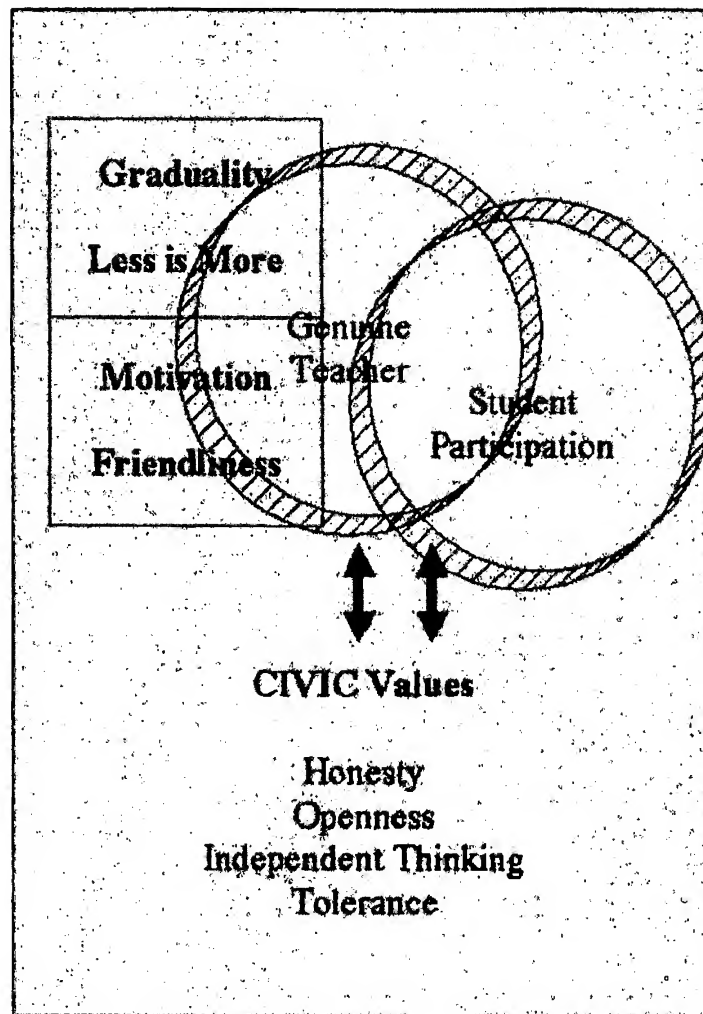 Graduality
Less is More
Genuine
Teacher
Motivation
Friendliness
Student
Participation
CIVIC Values
Honesty
Openness
Independent Thinking
Tolerance